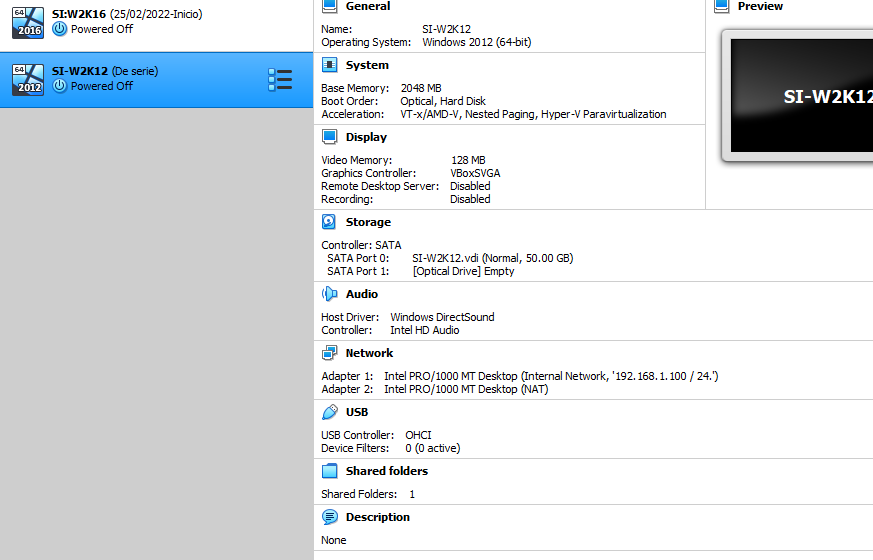 64
2016
SI:W2K16 (25/02/2022-Inicio)
Powered Off
64
2012
SI-W2K12 (De serie)
Powered Off
General
Name: SI-W2K12
Operating System: Windows 2012 (64-bit)
System
Base Memory: 2048 MB
Boot Order: Optical, Hard Disk
Acceleration: VT-x/AMD-V, Nested Paging, Hyper-V Paravirtualization
Display
Video Memory: 128 MB
Graphics Controller: VBoxSVGA
Remote Desktop Server: Disabled
Recording: Disabled
Storage
Controller: SATA
SATA Port 0: SI-W2K12.vdi (Normal, 50.00 GB)
SATA Port 1: [Optical Drive] Empty
Audio
Host Driver: Windows DirectSound
Controller: Intel HD Audio
Network
Adapter 1: Intel PRO/1000 MT Desktop (Internal Network, '192.168.1.100 / 24.')
Adapter 2: Intel PRO/1000 MT Desktop (NAT)
USB
USB Controller: OHCI
Device Filters: 0 (0 active)
Shared folders
Shared Folders: 1
Description
None
Preview
SI-W2K12